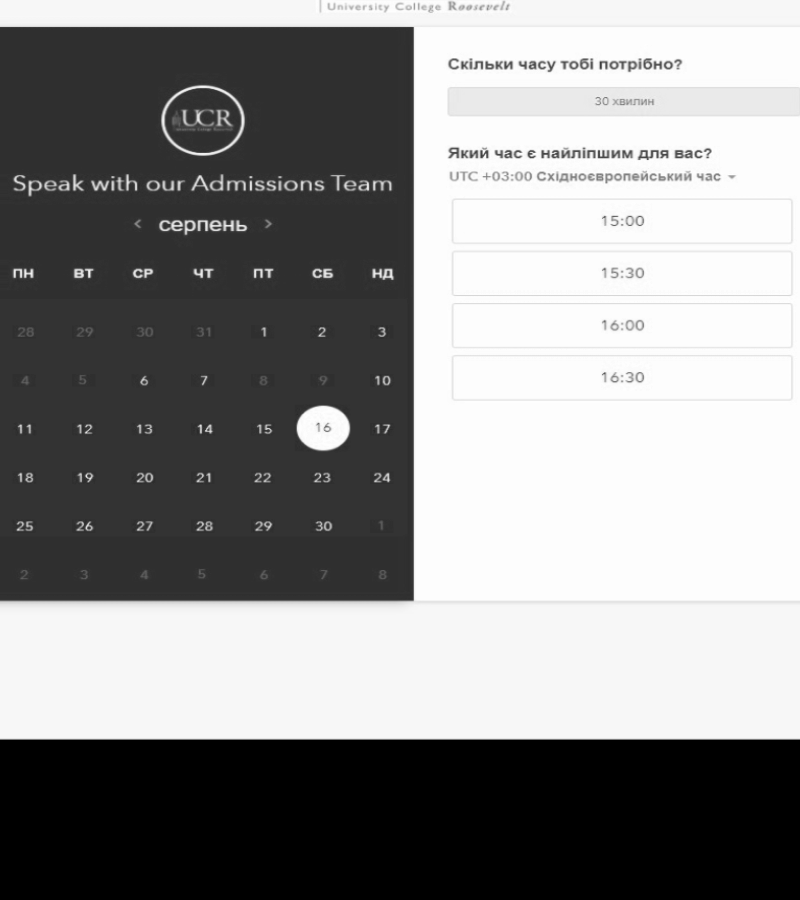 University College Roosevelt
UCR
Speak with our Admissions Team
< серпень >
ПН ВТ СР ЧТ ПТ СБ НД
28 29 30 31 1 2 3
4 5 6 7 8 9 10
11 12 13 14 15 16 17
18 19 20 21 22 23 24
25 26 27 28 29 30 1
2 3 4 5 6 7 8
Скільки часу тобі потрібно?
30 хвилин
Який час є найліпшим для вас?
UTC +03:00 Східноєвропейський час
15:00
15:30
16:00
16:30